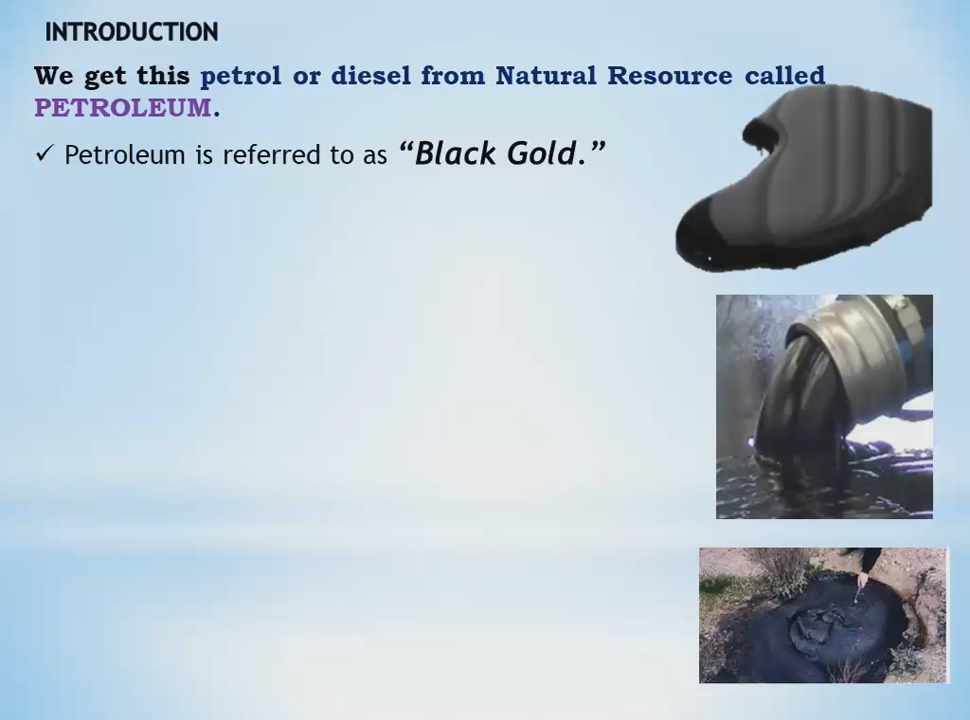 INTRODUCTION
We get this petrol or diesel from Natural Resource called
PETROLEUM.
✓ Petroleum is referred to as “Black Gold.”